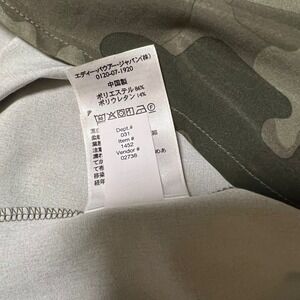 エディー・バウアー・ジャパン(株)
0120-07-1920
中国製
ポリエステル 86%
ポリウレタン 14%
Dept.#
031
Item #
1452
Vendor #
02736